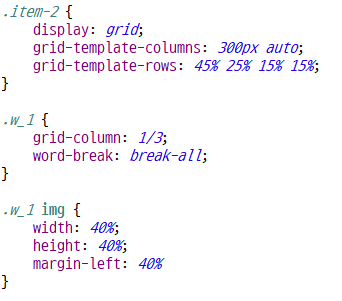 .item-2 {
display: grid;
grid-template-columns: 300px auto;
grid-template-rows: 45% 25% 15% 15%;
}
.w_1 {
grid-column: 1/3;
word-break: break-all;
}
.w_1 img {
width: 40%;
height: 40%;
margin-left: 40%
}